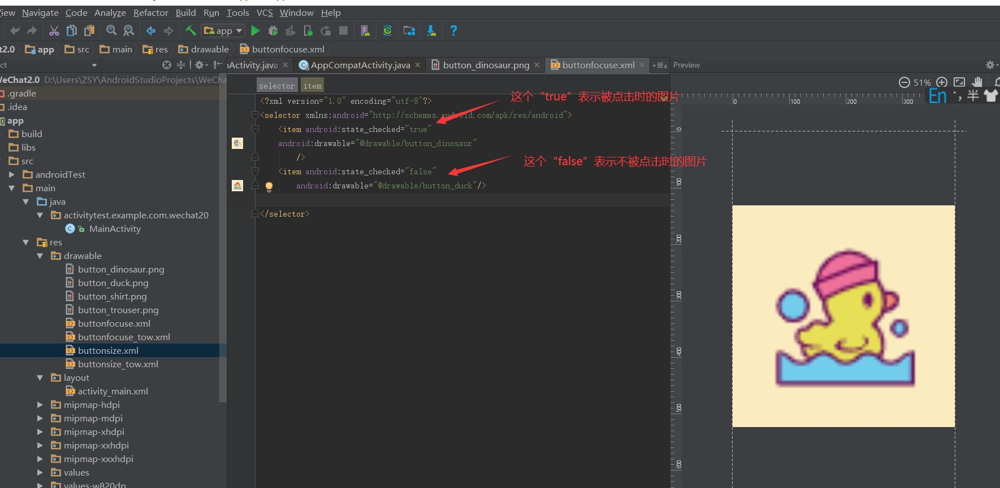 View Navigate Code Analyze Refactor Build Run Tools VCS Window Help
app
t2.0 app src main res drawable buttonfocuse.xml
ct
nActivity.java AppCompatActivity.java button_dinosaur.png buttonfocuse.xml
Preview
51%
En 半
WeChat2.0 D:\Users\ZSY\AndroidStudioProjects\WeCha
.gradle
.idea
app
build
libs
src
androidTest
main
java
activitytest.example.com.wechat20
MainActivity
res
drawable
button_dinosaur.png
button_duck.png
button_shirt.png
button_trouser.png
buttonfocuse.xml
buttonfocuse_tow.xml
buttonsize.xml
buttonsize_tow.xml
layout
activity_main.xml
mipmap-hdpi
mipmap-mdpi
mipmap-xhdpi
mipmap-xxhdpi
mipmap-xxxhdpi
values
values-w820dp
selector item
<?xml version="1.0" encoding="utf-8"?>
<selector xmlns:android="http://schemas.android.com/apk/res/android">
<item android:state_checked="true"
android:drawable="@drawable/button_dinosaur"
/>
<item android:state_checked="false"
android:drawable="@drawable/button_duck"/>
</selector>
这个“true”表示被点击时的图片
这个“false”表示不被点击时的图片
0 100 200 300
0
100
200
300
400
500
600